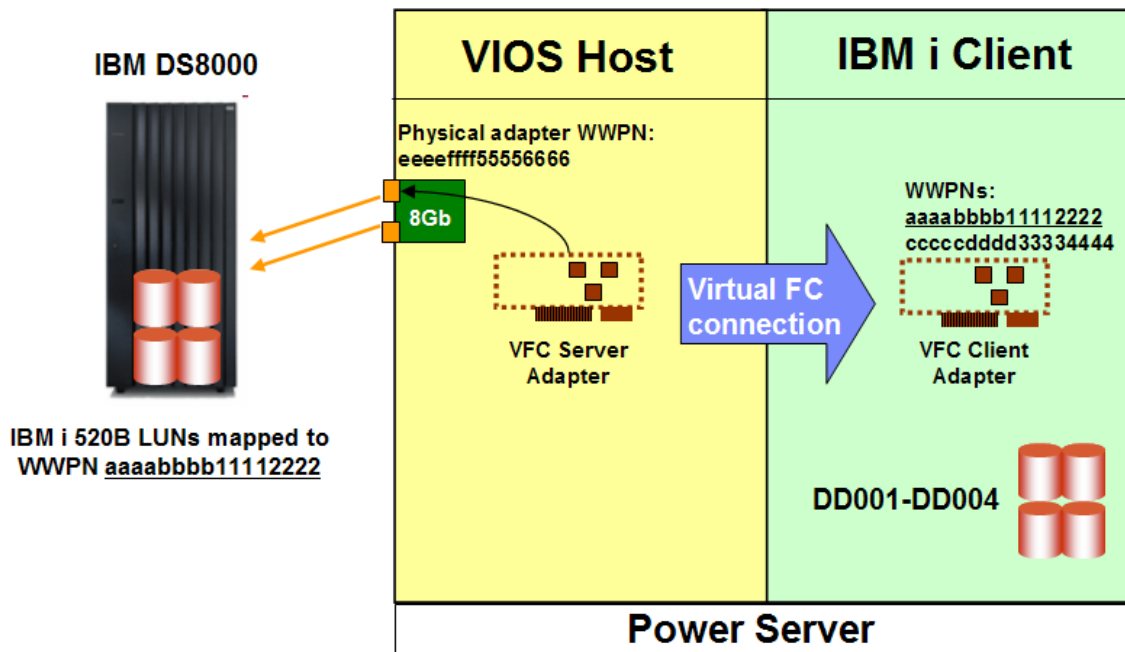 IBM DS8000
VIOS Host
IBM i Client
Physical adapter WWPN:
eeeeffff55556666
8Gb
WWPNs:
aaaabbbb11112222
cccccdddd33334444
Virtual FC
connection
VFC Server
Adapter
VFC Client
Adapter
IBM i 520B LUNs mapped to
WWPN aaaabbbb11112222
DD001-DD004
Power Server